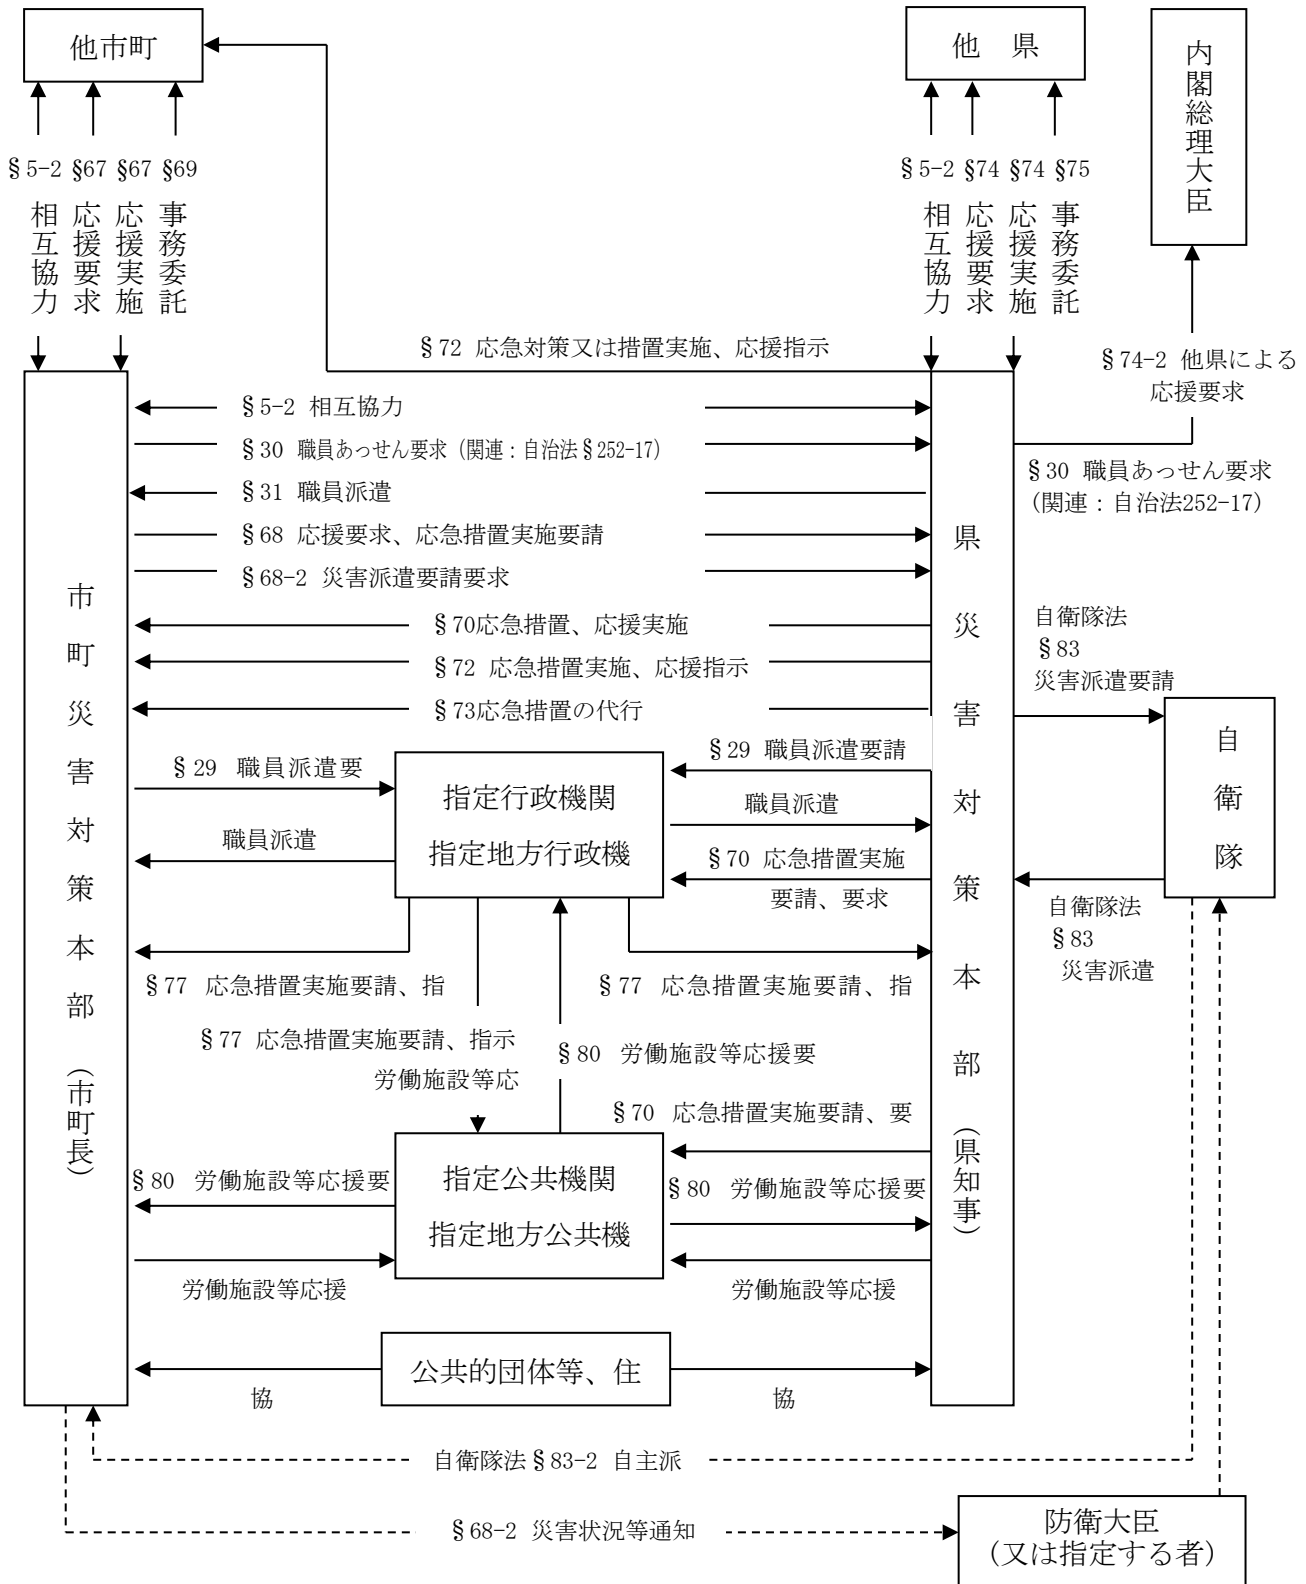 他市町
他 県
内閣総理大臣
§5-2 §67 §67 §69
相互協力
応援要求
応援実施
事務委託
§5-2 §74 §74 §75
相互協力
応援要求
応援実施
事務委託
§72 応急対策又は措置実施、応援指示
§74-2 他県による
応援要求
§5-2 相互協力
§30 職員あっせん要求（関連：自治法§252-17）
§30 職員あっせん要求
（関連：自治法252-17）
§31 職員派遣
§68 応援要求、応急措置実施要請
§68-2 災害派遣要請要求
§70応急措置、応援実施
§72 応急措置実施、応援指示
§73応急措置の代行
市町災害対策本部（市町長）
県災害対策本部（県知事）
自衛隊法
§83
災害派遣要請
自衛隊
§29 職員派遣要
職員派遣
指定行政機関
指定地方行政機
§29 職員派遣要請
職員派遣
§70 応急措置実施
要請、要求
自衛隊法
§83
災害派遣
§77 応急措置実施要請、指
§77 応急措置実施要請、指
§77 応急措置実施要請、指示
労働施設等応
§80 労働施設等応援要
§70 応急措置実施要請、要
指定公共機関
指定地方公共機
§80 労働施設等応援要
§80 労働施設等応援要
労働施設等応援
労働施設等応援
公共的団体等、住
協
協
自衛隊法§83-2 自主派
§68-2 災害状況等通知
防衛大臣
（又は指定する者）